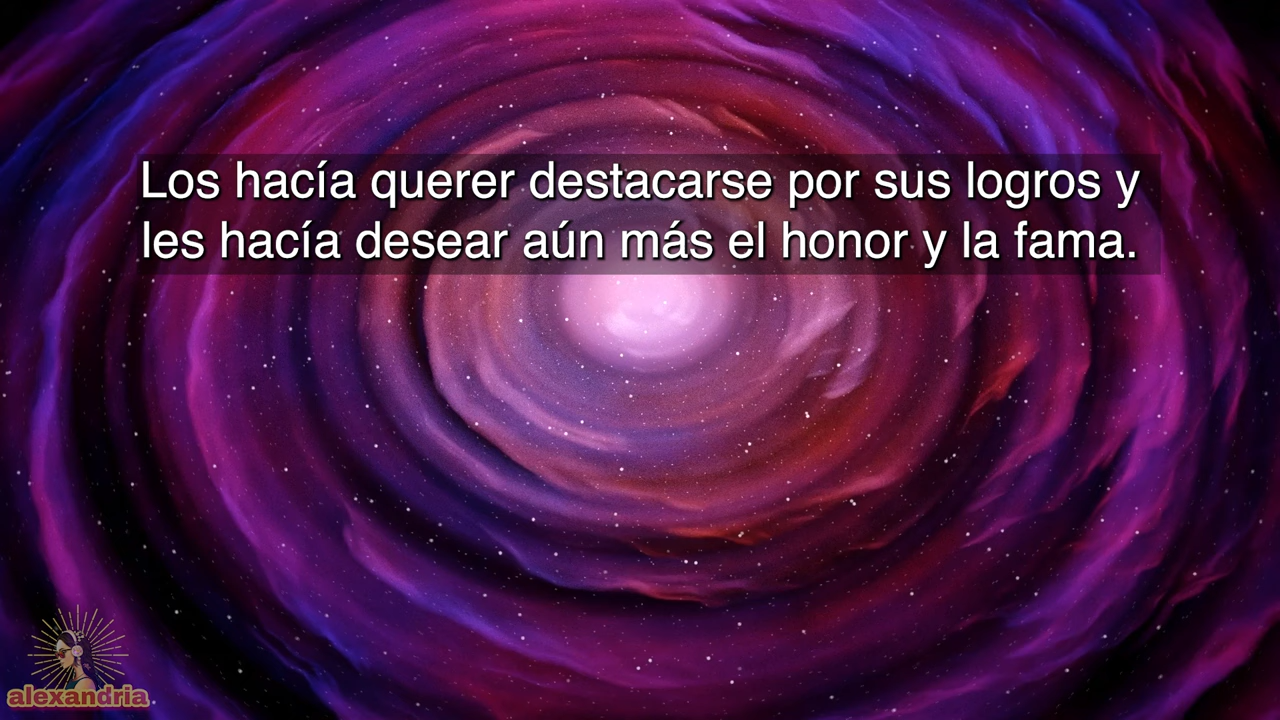 Los hacía querer destacarse por sus logros y
les hacía desear aún más el honor y la fama.
alexandria